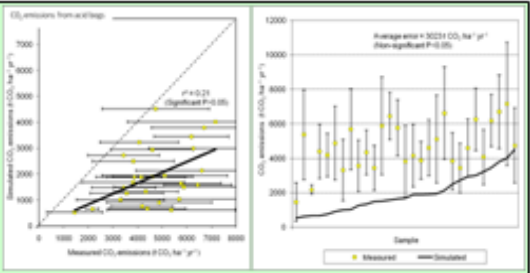 CO₂ emissions from acid bogs
Simulated CO₂ emissions (t CO₂ ha⁻¹ yr⁻¹)
7000
6000
5000
4000
3000
2000
1000
0
r² = 0.21
(Significant P<0.05)
0 1000 2000 3000 4000 5000 6000 7000 8000
Measured CO₂ emissions (t CO₂ ha⁻¹ yr⁻¹)
CO₂ emissions (t CO₂ ha⁻¹ yr⁻¹)
12000
10000
8000
6000
4000
2000
0
Average error = 3023 t CO₂ ha⁻¹ yr⁻¹
(Non-significant P<0.05)
Sample
Measured Simulated